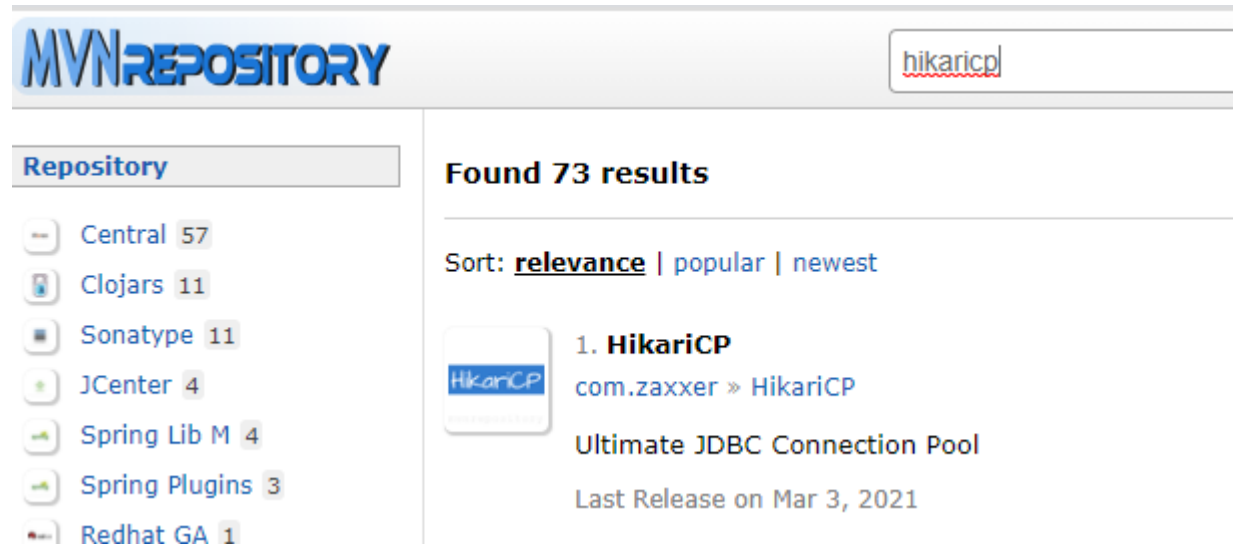 MVNREPOSITORY
hikaricp
Repository
Central 57
Clojars 11
Sonatype 11
JCenter 4
Spring Lib M 4
Spring Plugins 3
Redhat GA 1
Found 73 results
Sort: relevance | popular | newest
HikariCP
1. HikariCP
com.zaxxer » HikariCP
Ultimate JDBC Connection Pool
Last Release on Mar 3, 2021